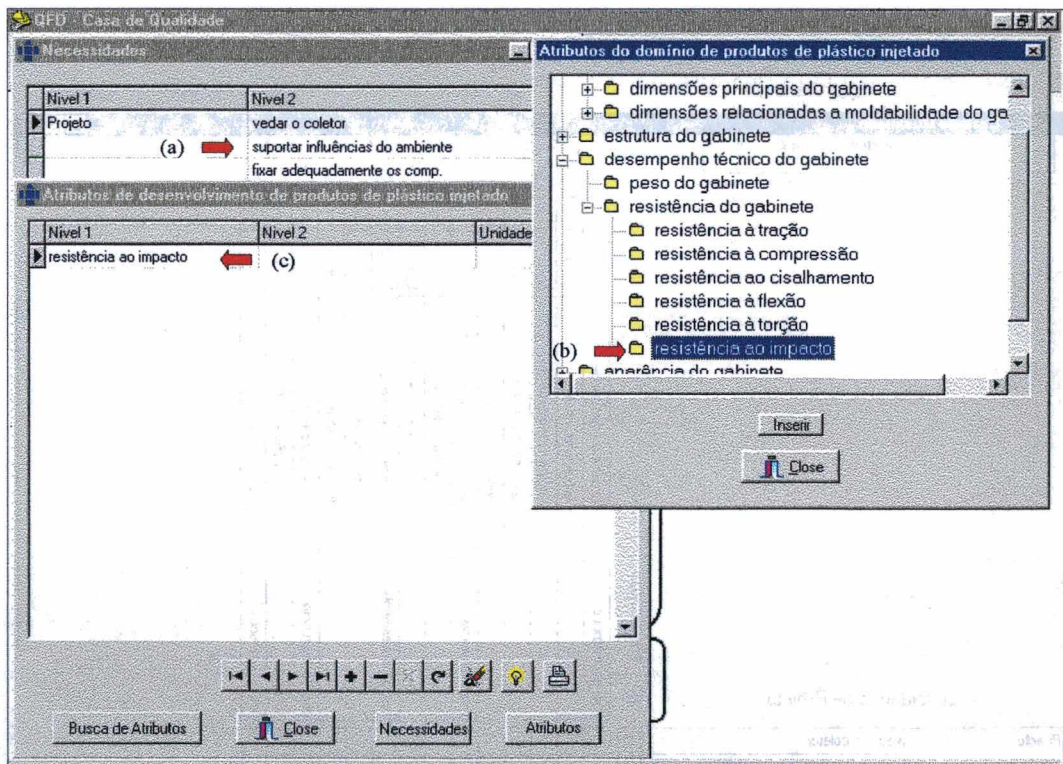 QFD - Casa de Qualidade
Necessidades
Nível 1 Nível 2
Projeto vedar o coletor
(a) suportar influências do ambiente
fixar adequadamente os comp.
Atributos de desenvolvimento de produtos de plástico injetado
Nível 1 Nível 2 Unidade
resistência ao impacto (c)
Busca de Atributos Close Necessidades Atributos
Atributos do domínio de produtos de plástico injetado
dimensões principais do gabinete
dimensões relacionadas a moldabilidade do ga
estrutura do gabinete
desempenho técnico do gabinete
peso do gabinete
resistência do gabinete
resistência à tração
resistência à compressão
resistência ao cisalhamento
resistência à flexão
resistência à torção
(b) resistência ao impacto
aparência do gabinete
Inserir
Close